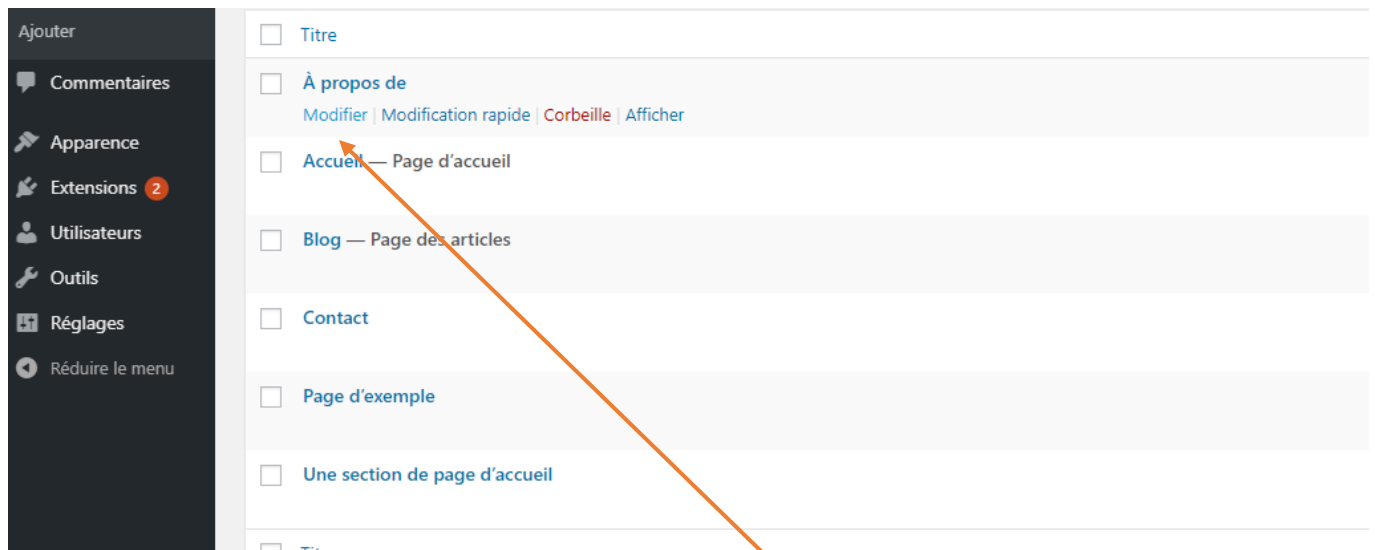 Ajouter
Commentaires
Apparence
Extensions 2
Utilisateurs
Outils
Réglages
Réduire le menu
Titre
À propos de
Modifier | Modification rapide | Corbeille | Afficher
Accueil — Page d’accueil
Blog — Page des articles
Contact
Page d’exemple
Une section de page d’accueil